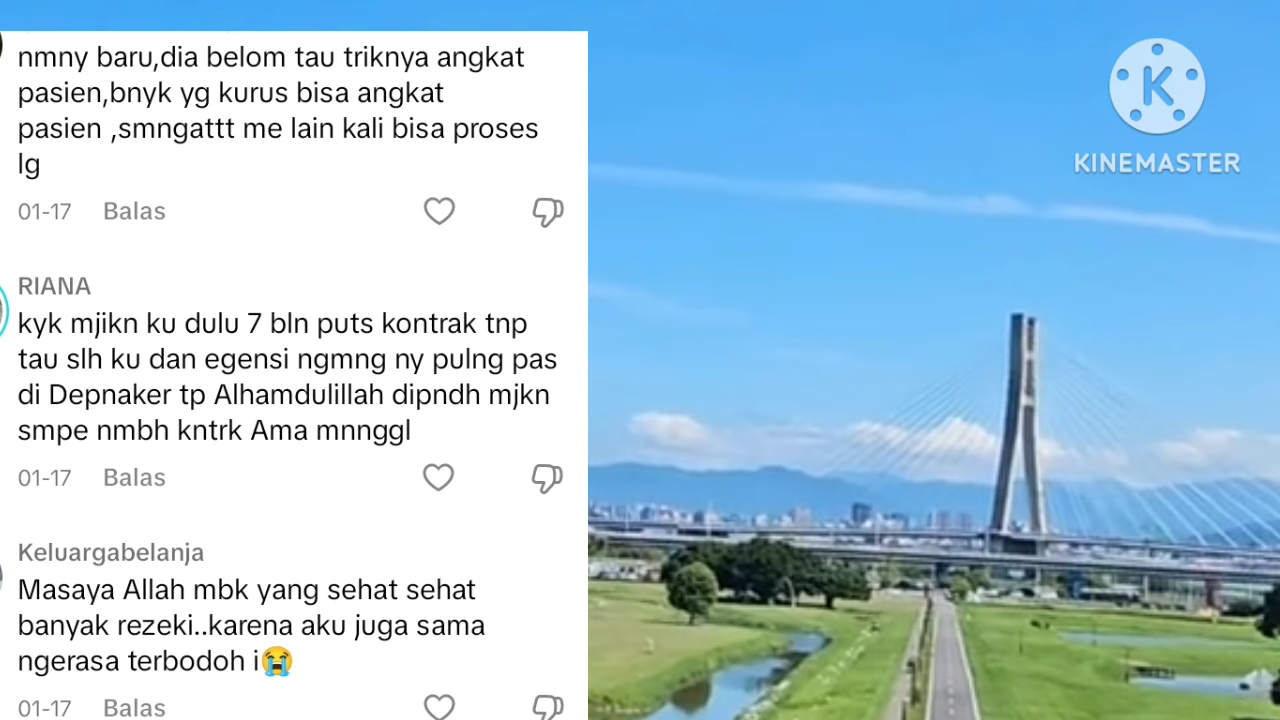 nmny baru,dia belom tau triknya angkat
pasien,bnyk yg kurus bisa angkat
pasien ,smngattt me lain kali bisa proses
lg
01-17 Balas
RIANA
kyk mjikn ku dulu 7 bln puts kontrak tnp
tau slh ku dan egensi ngmng ny pulng pas
di Depnaker tp Alhamdulillah dipndh mjkn
smpe nmbh kntrk Ama mnnggl
01-17 Balas
Keluargabelanja
Masaya Allah mbk yang sehat sehat
banyak rezeki..karena aku juga sama
ngerasa terbodoh i😭
01-17 Balas
K
KINEMASTER